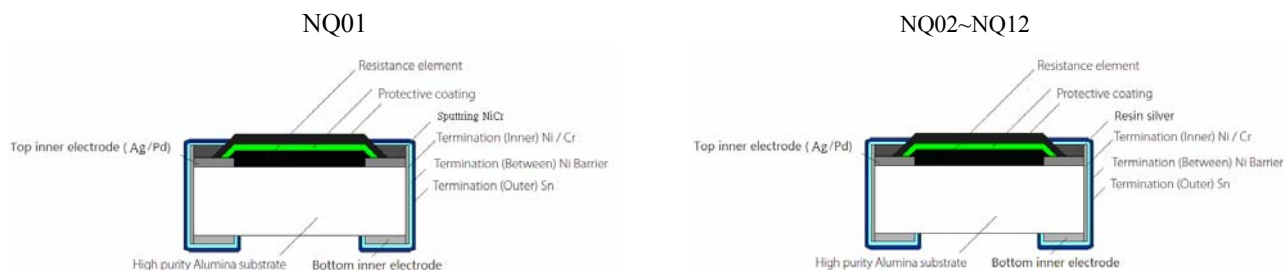 NQ01
Resistance element
Protective coating
Sputtring NiCr
Termination (Inner) Ni / Cr
Top inner electrode ( Ag/Pd)
Termination (Between) Ni Barrier
Termination (Outer) Sn
High purity Alumina substrate
Bottom inner electrode
NQ02~NQ12
Resistance element
Protective coating
Resin silver
Termination (Inner) Ni / Cr
Top inner electrode ( Ag/Pd)
Termination (Between) Ni Barrier
Termination (Outer) Sn
High purity Alumina substrate
Bottom inner electrode